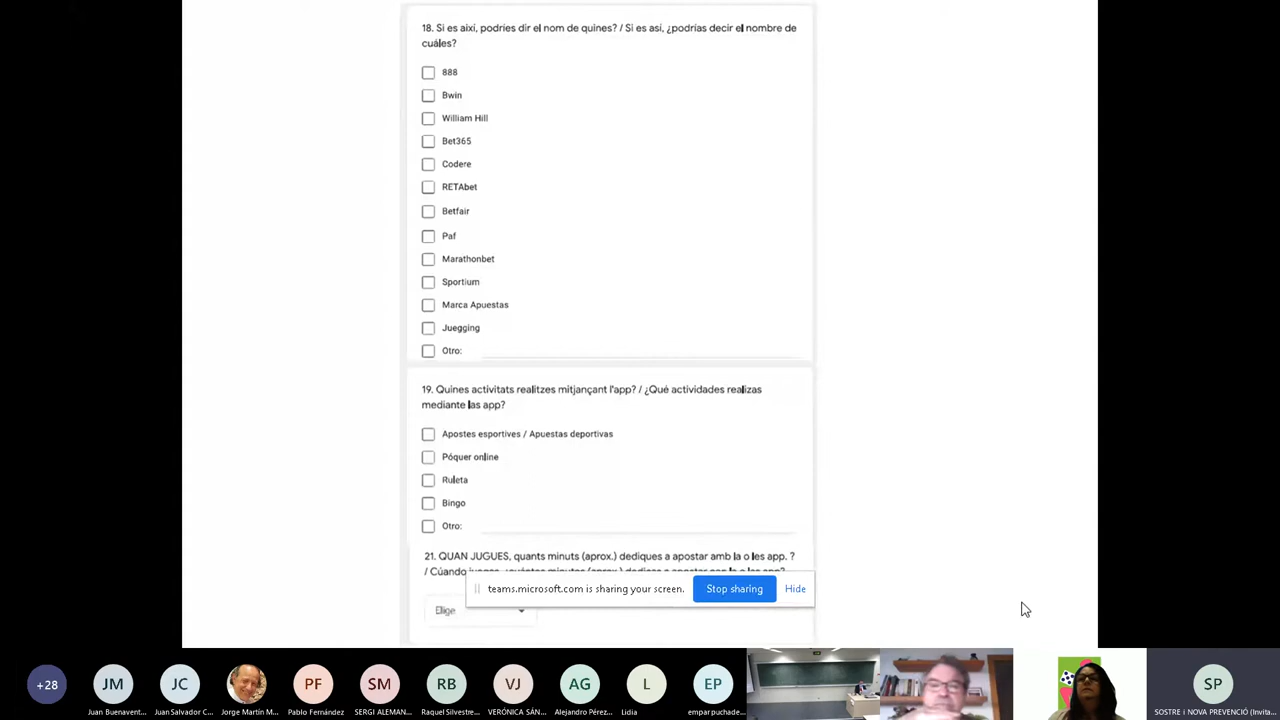 18. Si es així, podríes dir el nom de quines? / Si es así, ¿podrías decir el nombre de
cuáles?
888
Bwin
William Hill
Bet365
Codere
RETAbet
Betfair
Paf
Marathonbet
Sportium
Marca Apuestas
Juegging
Otro:
19. Quines activitats realitzes mitjançant l'app? / ¿Qué actividades realizas
mediante las app?
Apostes esportives / Apuestas deportivas
Póquer online
Ruleta
Bingo
Otro:
21. QUAN JUGUES, quants minuts (aprox.) dediques a apostar amb la o les app. ?
/ Cúando
teams.microsoft.com is sharing your screen.
Stop sharing
Hide
Elige
+28
JM
JC
PF
SM
RB
VJ
AG
L
EP
SP
Juan Buenavent...
Juan Salvador C...
Jorge Martín M...
Pablo Fernández
SERGI ALEMAN...
Raquel Silvestre...
VERÓNICA SÁN...
Alejandro Pérez...
Lidia
empar puchade...
SOSTRE i NOVA PREVENCIÓ (Invita...